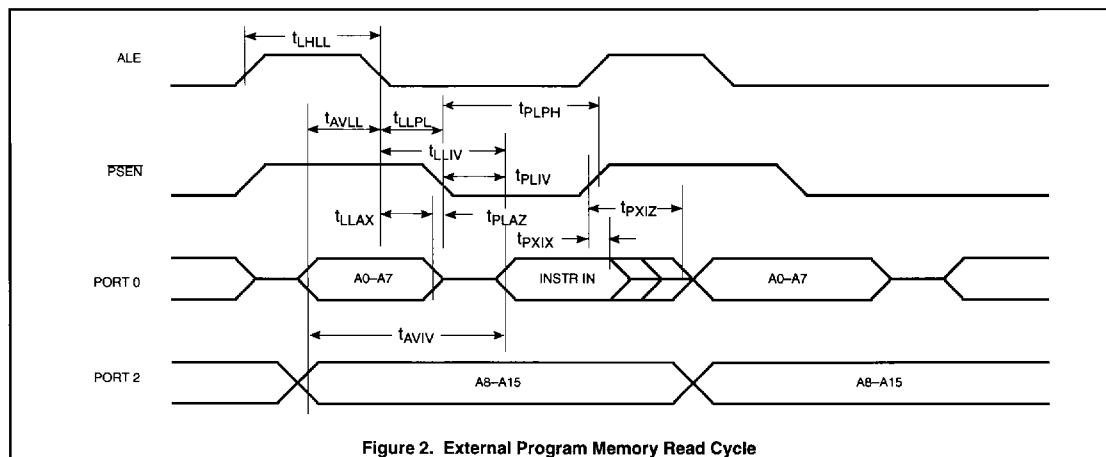 ALE
tLHLL
tAVLL
tLLPL
tPLPH
tLLIV
PSEN
tPLIV
tLLAX
tPLAZ
tPXIZ
tPXIX
PORT 0
A0–A7
INSTR IN
A0–A7
tAVIV
PORT 2
A8–A15
A8–A15
Figure 2. External Program Memory Read Cycle